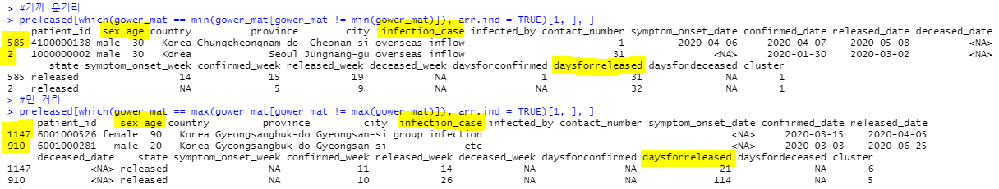 > #가까 운거리
> preleased[which(gower_mat == min(gower_mat[gower_mat != min(gower_mat)]), arr.ind = TRUE)[1, ], ]
patient_id sex age country province city infection_case infected_by contact_number symptom_onset_date confirmed_date released_date deceased_date
585 4100000138 male 30 Korea Chungcheongnam-do Cheonan-si overseas inflow 1 2020-04-06 2020-04-07 2020-05-08 <NA>
2 1000000002 male 30 Korea Seoul Jungnang-gu overseas inflow 31 <NA> 2020-01-30 2020-03-02 <NA>
state symptom_onset_week confirmed_week released_week deceased_week daysforconfirmed daysforreleased daysfordeceased cluster
585 released 14 15 19 NA 1 31 NA 1
2 released NA 5 9 NA NA 32 NA 1
> #먼 거리
> preleased[which(gower_mat == max(gower_mat[gower_mat != max(gower_mat)]), arr.ind = TRUE)[1, ], ]
patient_id sex age country province city infection_case infected_by contact_number symptom_onset_date confirmed_date released_date
1147 6001000526 female 90 Korea Gyeongsangbuk-do Gyeongsan-si group infection <NA> 2020-03-15 2020-04-05
910 6001000281 male 20 Korea Gyeongsangbuk-do Gyeongsan-si etc <NA> 2020-03-03 2020-06-25
deceased_date state symptom_onset_week confirmed_week released_week deceased_week daysforconfirmed daysforreleased daysfordeceased cluster
1147 <NA> released NA 11 14 NA NA 21 NA 6
910 <NA> released NA 10 26 NA NA 114 NA 5